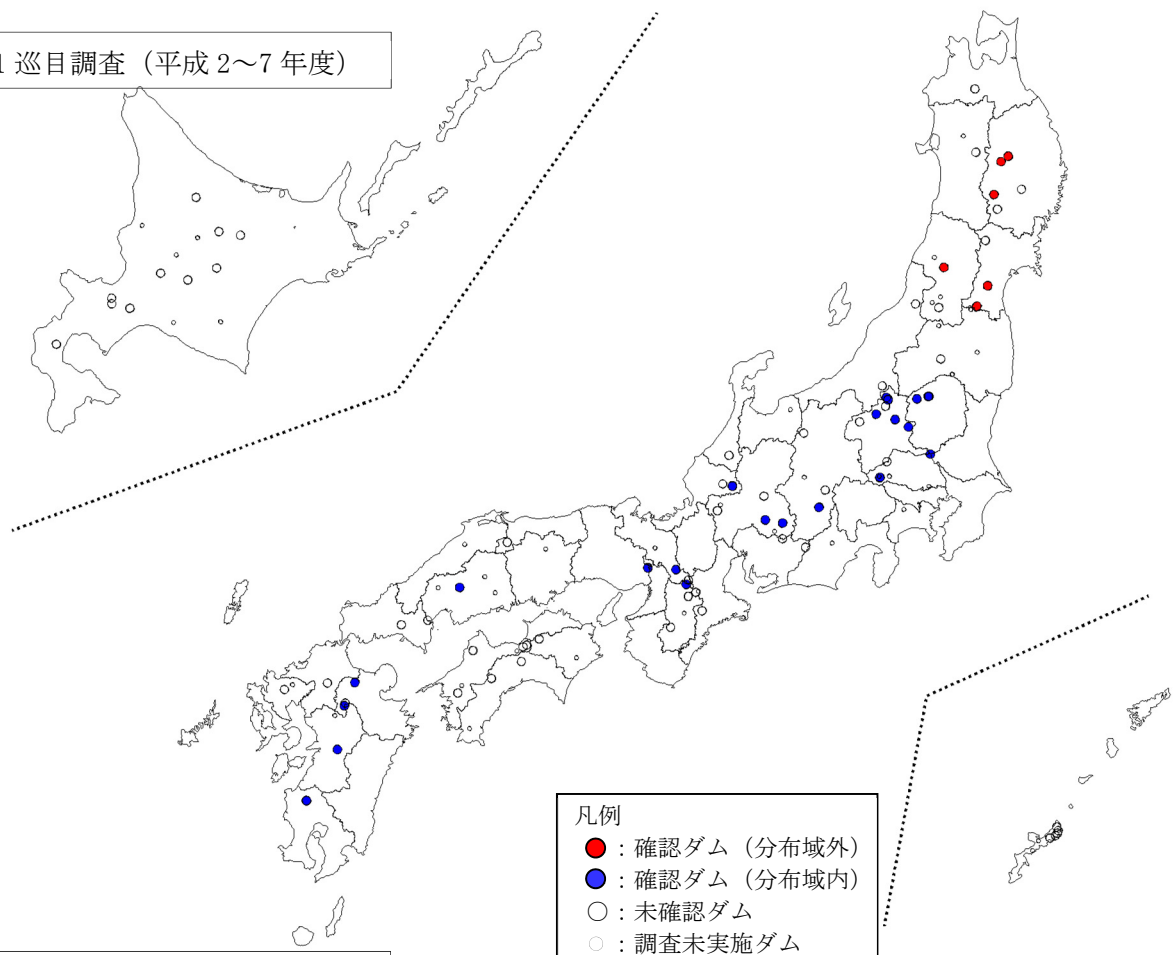 1 巡目調査（平成 2～7 年度）
凡例
：確認ダム（分布域外）
：確認ダム（分布域内）
：未確認ダム
：調査未実施ダム